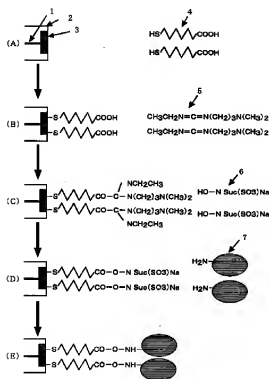 1
2
3
4
(A)
HS COOH
HS COOH
5
(B)
S COOH
S COOH
CH3CH2N=C=N(CH2)3N(CH3)2
CH3CH2N=C=N(CH2)3N(CH3)2
6
(C)
NCH2CH3
S CO-C-N(CH2)3N(CH3)2
S CO-C-N(CH2)3N(CH3)2
NCH2CH3
HO-N Suc(SO3)Na
HO-N Suc(SO3)Na
7
(D)
S CO-O-N Suc(SO3)Na
S CO-O-N Suc(SO3)Na
H2N
H2N
(E)
S CO-O-NH
S CO-O-NH